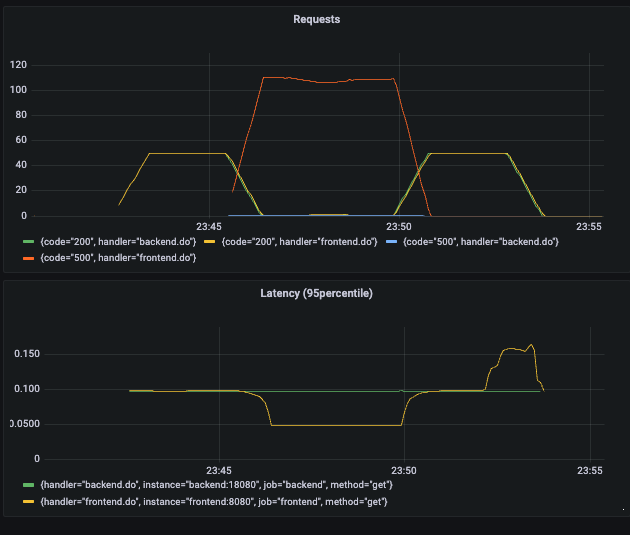 Requests
120
100
80
60
40
20
0
23:45 23:50 23:55
{code="200", handler="backend.do"} {code="200", handler="frontend.do"} {code="500", handler="backend.do"}
{code="500", handler="frontend.do"}
Latency (95percentile)
0.150
0.100
0.0500
0
23:45 23:50 23:55
{handler="backend.do", instance="backend:18080", job="backend", method="get"}
{handler="frontend.do", instance="frontend:8080", job="frontend", method="get"}